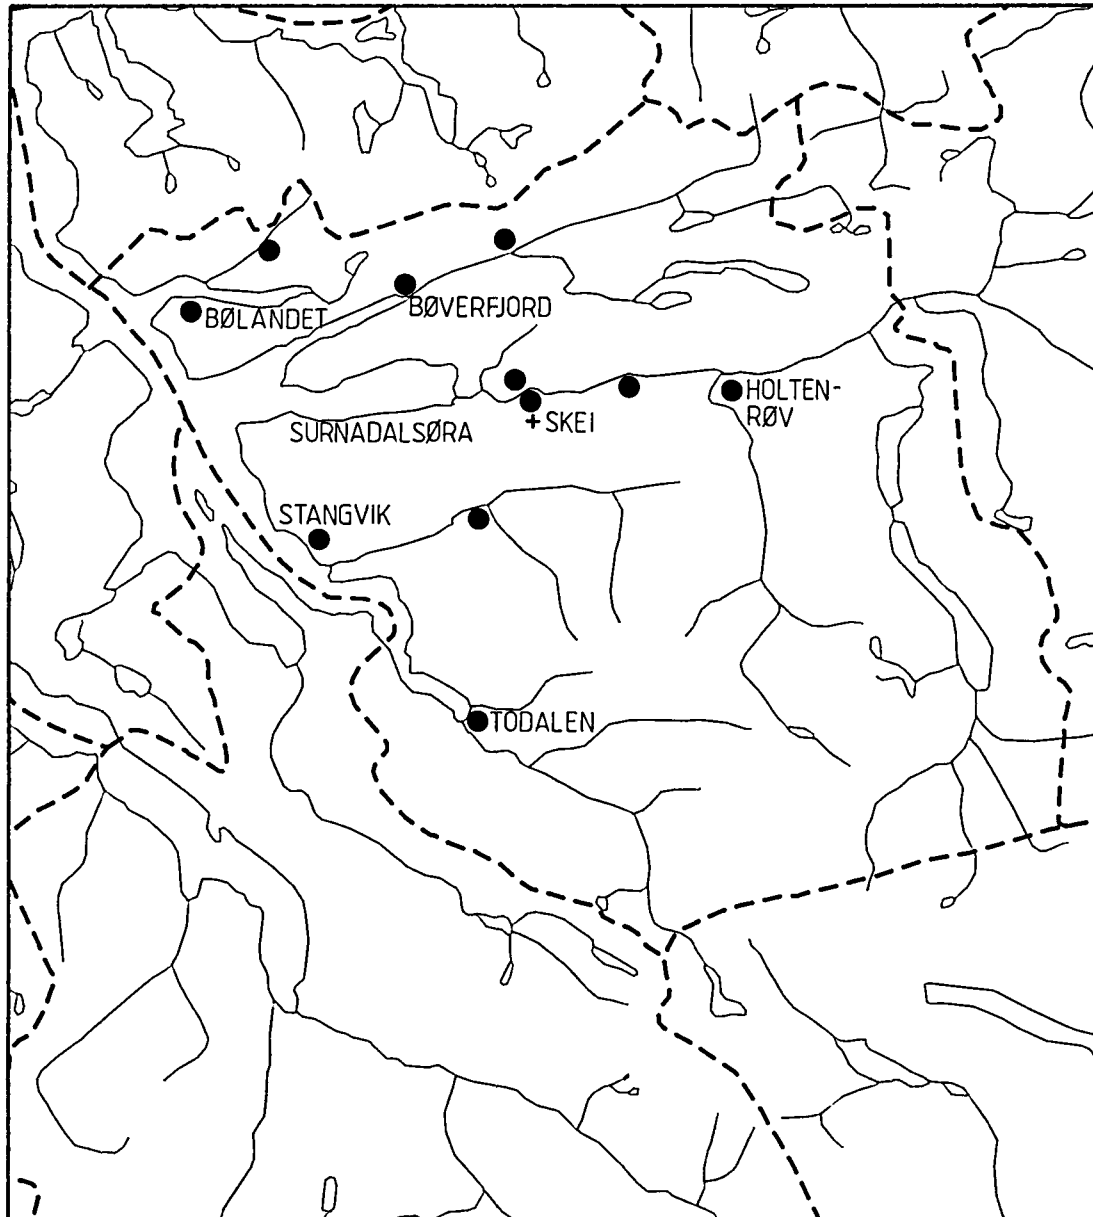 BØLANDET
BØVERFJORD
SURNADALSØRA
+ SKEI
HOLTEN-
RØV
STANGVIK
TODALEN